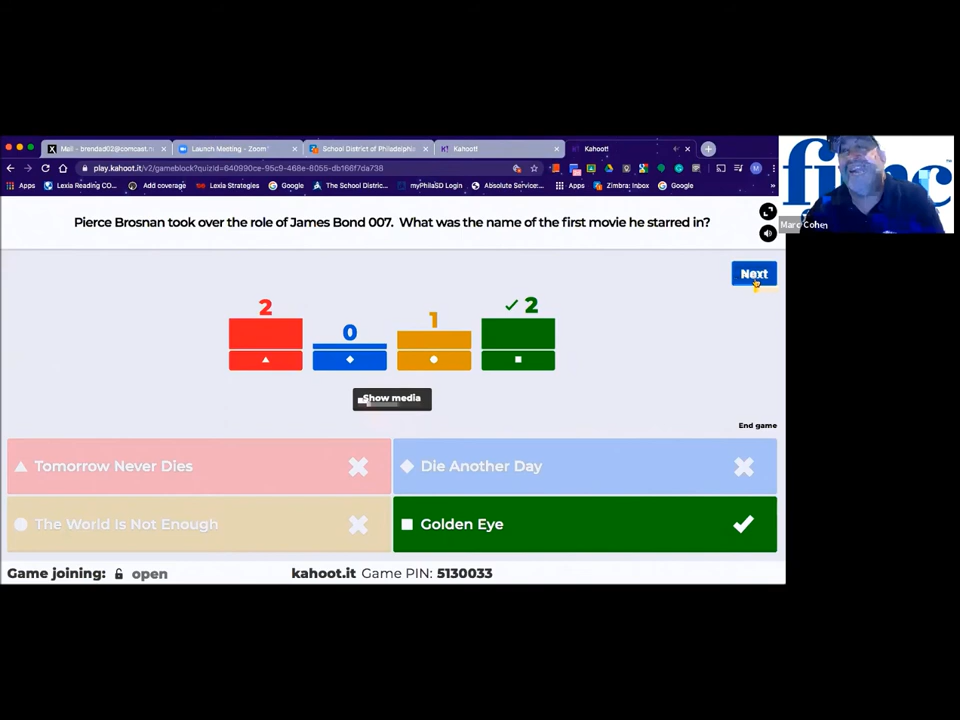 Mail - brendad02@comcast.n
Launch Meeting - Zoom
School District of Philadelphia
Kahoot!
Kahoot!
play.kahoot.it/v2/gameblock?quizid=640990ce-95c9-466e-8055-db166f7da738
Apps
Lexia Reading CO...
Add coverage
Lexia Strategies
Google
The School Distric...
myPhilaSD Login
Absolute Service:...
Apps
Zimbra: Inbox
Google
Pierce Brosnan took over the role of James Bond 007. What was the name of the first movie he starred in?
Marc Cohen
Next
2
0
1
2
Show media
End game
Tomorrow Never Dies
Die Another Day
The World Is Not Enough
Golden Eye
Game joining: open
kahoot.it Game PIN: 5130033